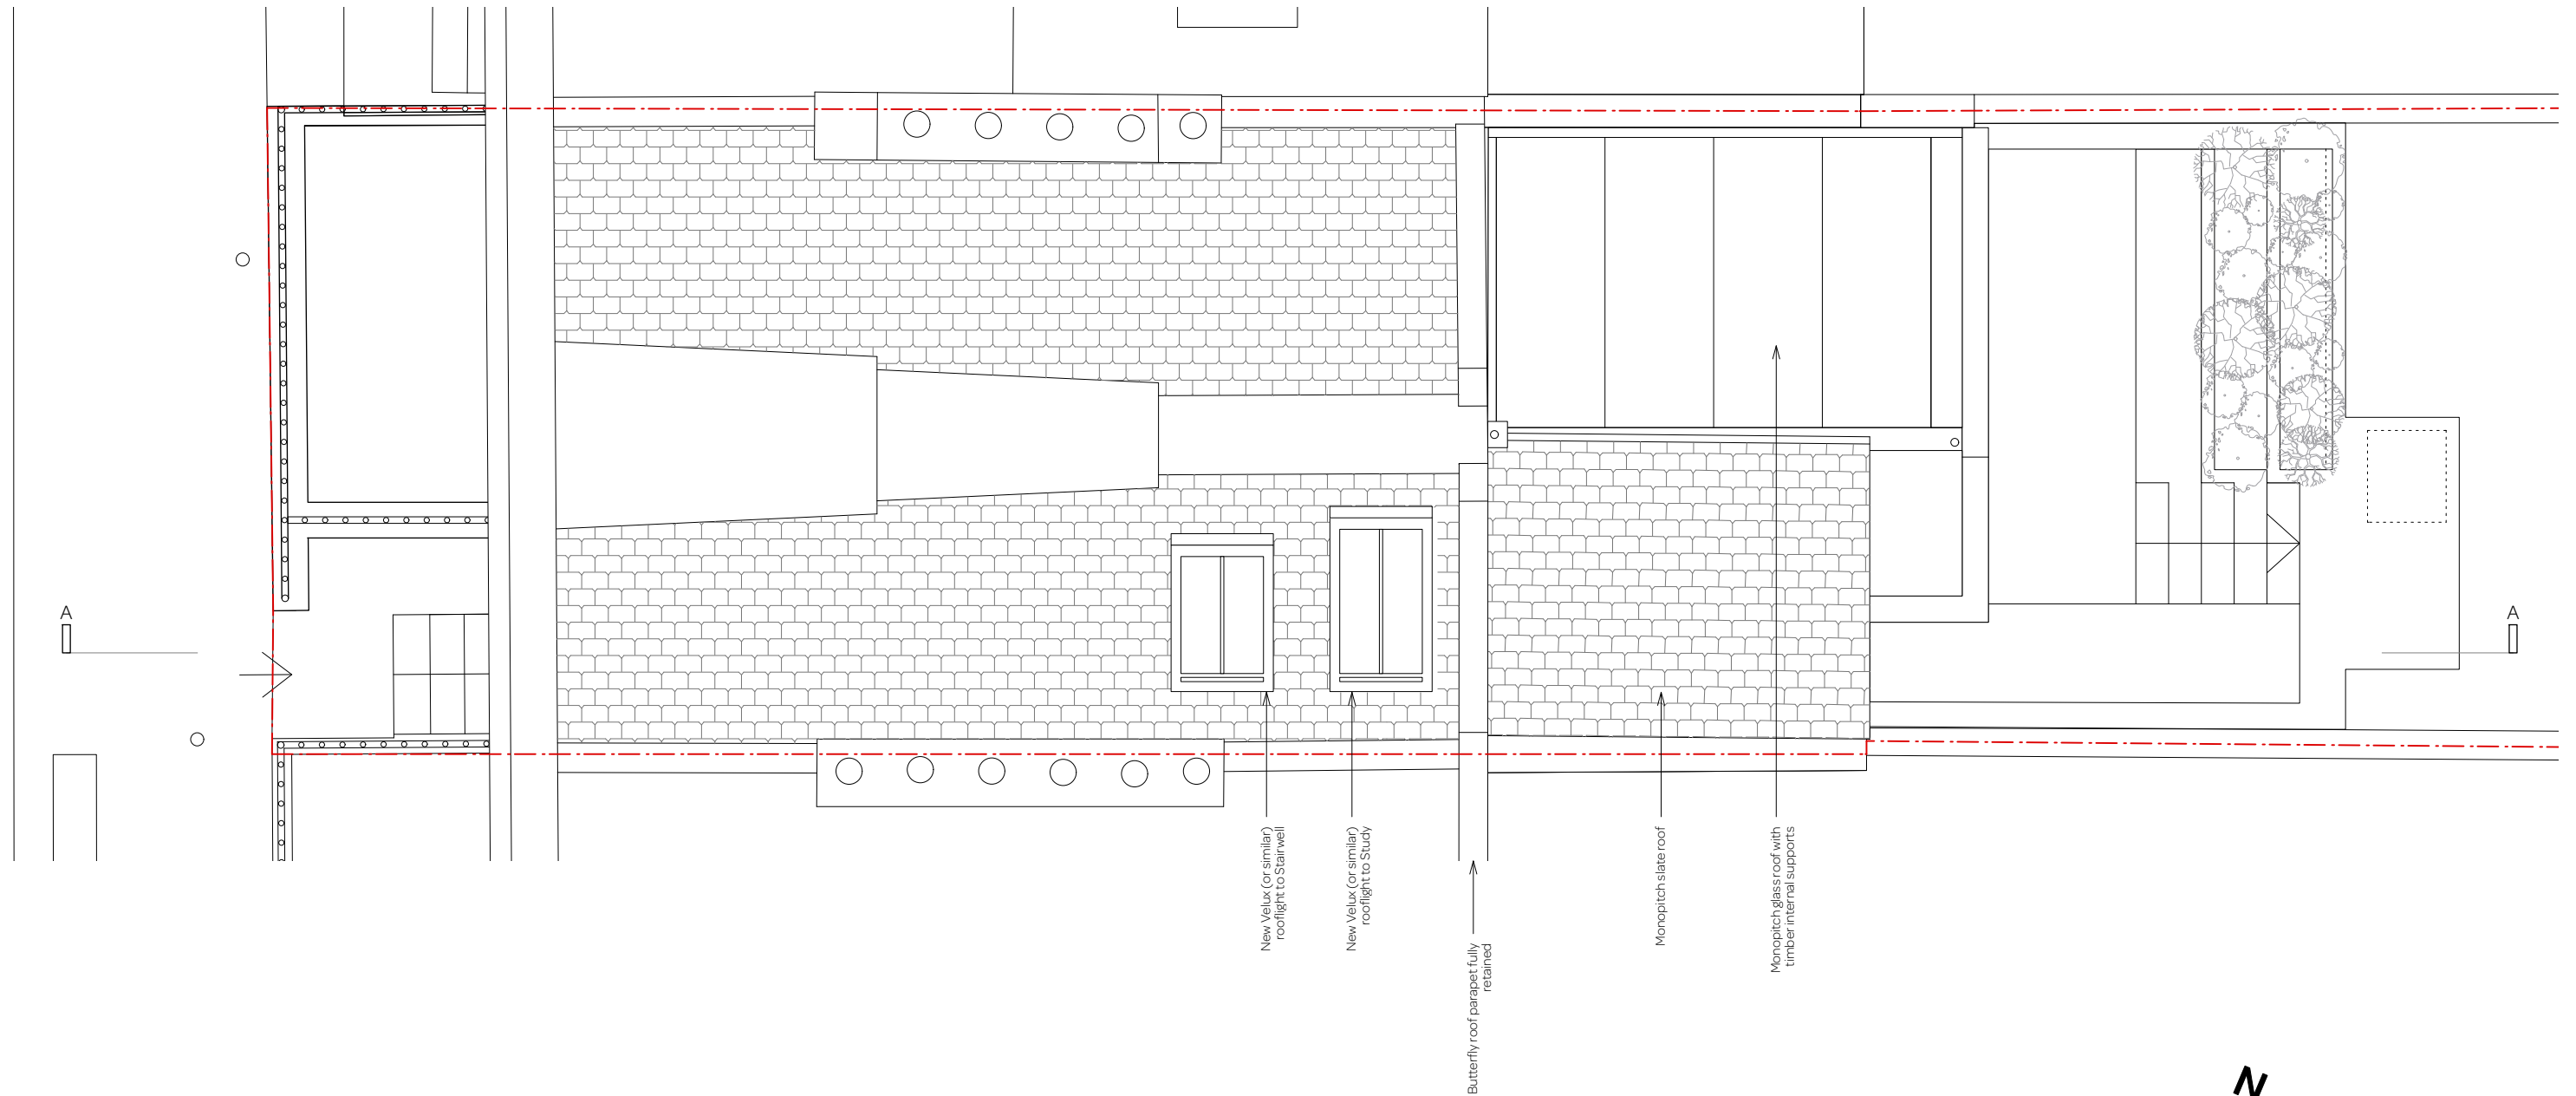 A
A
New Velux (or similar)
rooflight to Stairwell
New Velux (or similar)
rooflight to Study
Butterfly roof parapet fully
retained
Monopitch slate roof
Monopitch glass roof with
timber internal supports
N